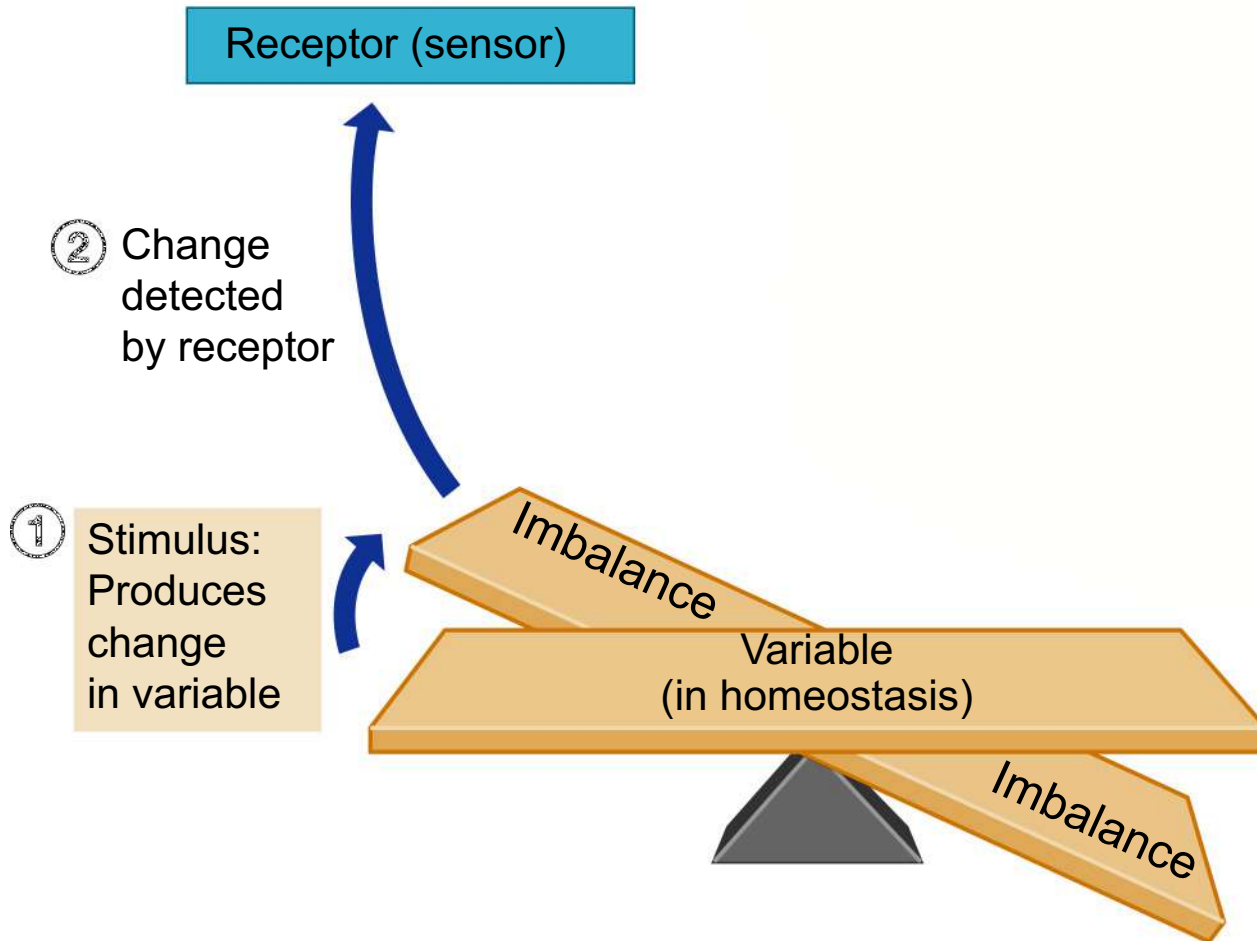 Receptor (sensor)
② Change
detected
by receptor
① Stimulus:
Produces
change
in variable
Imbalance
Variable
(in homeostasis)
Imbalance